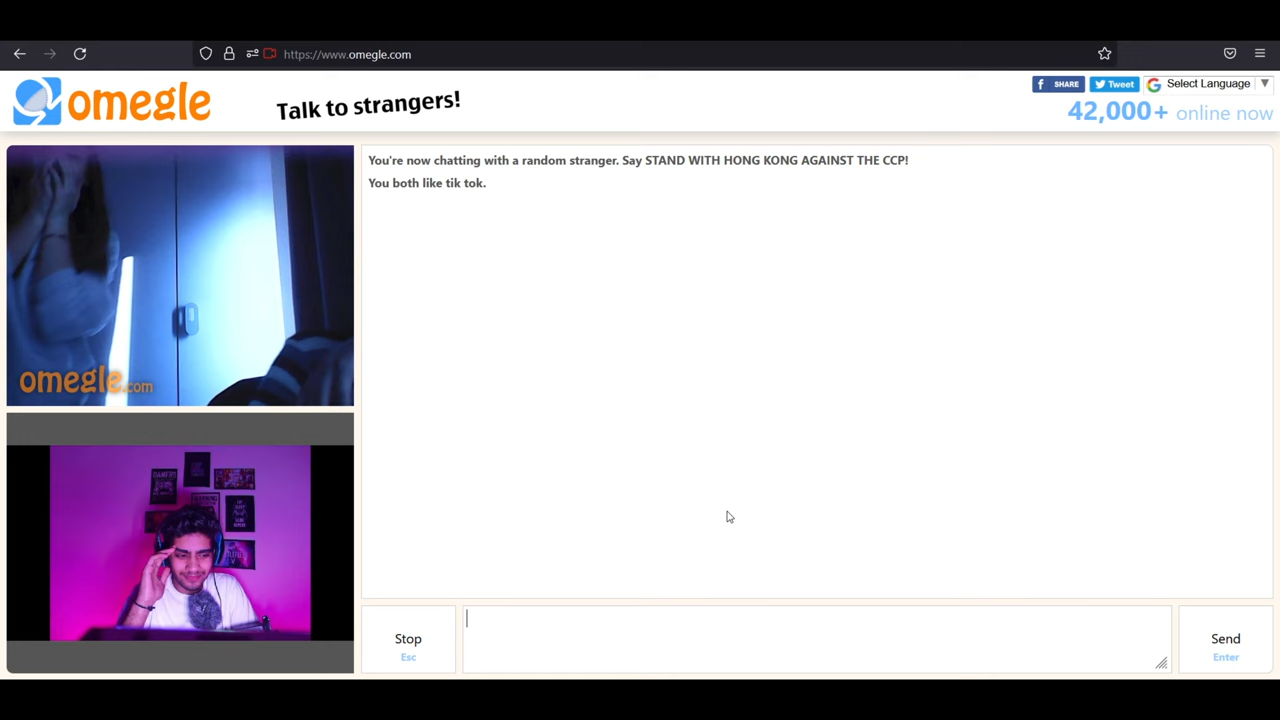 https://www.omegle.com
omegle
Talk to strangers!
SHARE
Tweet
Select Language
42,000+ online now
You're now chatting with a random stranger. Say STAND WITH HONG KONG AGAINST THE CCP!
You both like tik tok.
omegle.com
Stop
Esc
Send
Enter